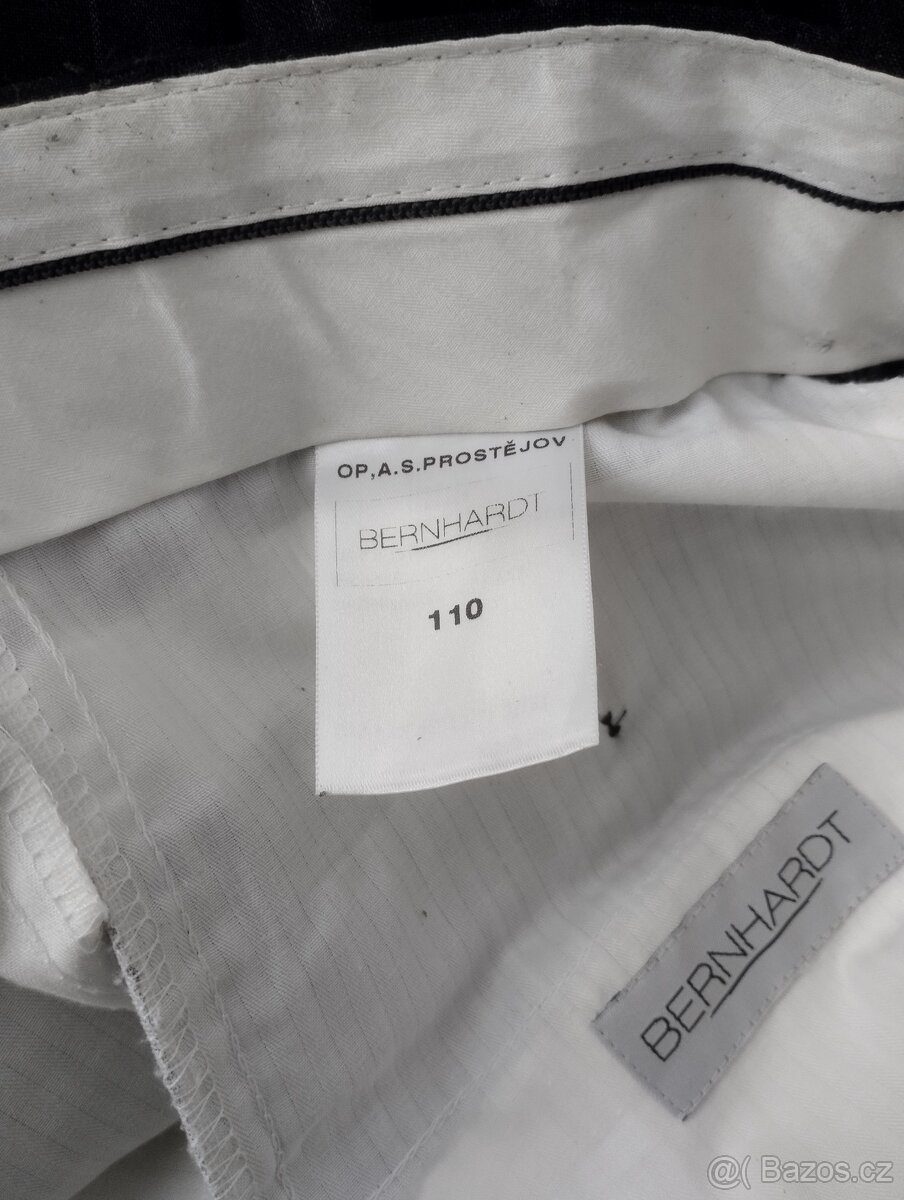 OP,A.S.PROSTĚJOV
BERNHARDT
110
BERNHARDT
@( Bazos.cz